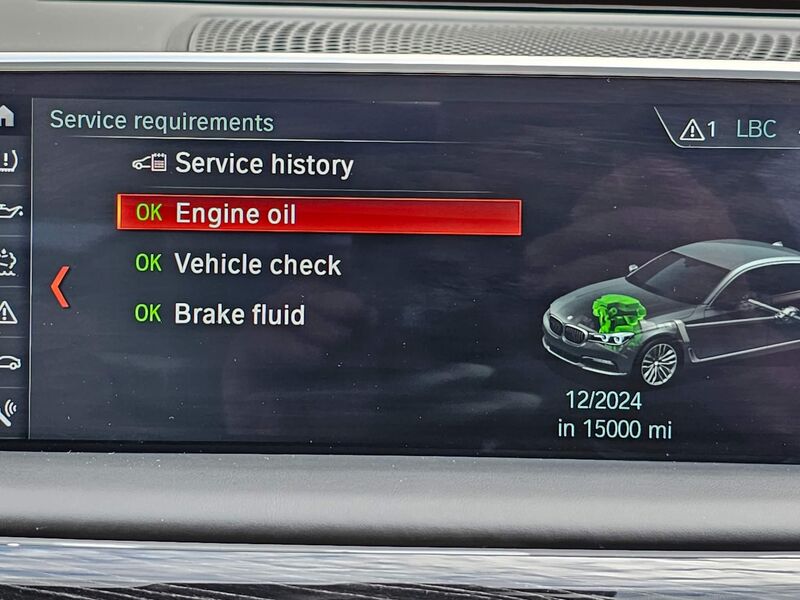 Service requirements
1 LBC
Service history
OK Engine oil
OK Vehicle check
OK Brake fluid
12/2024
in 15000 mi